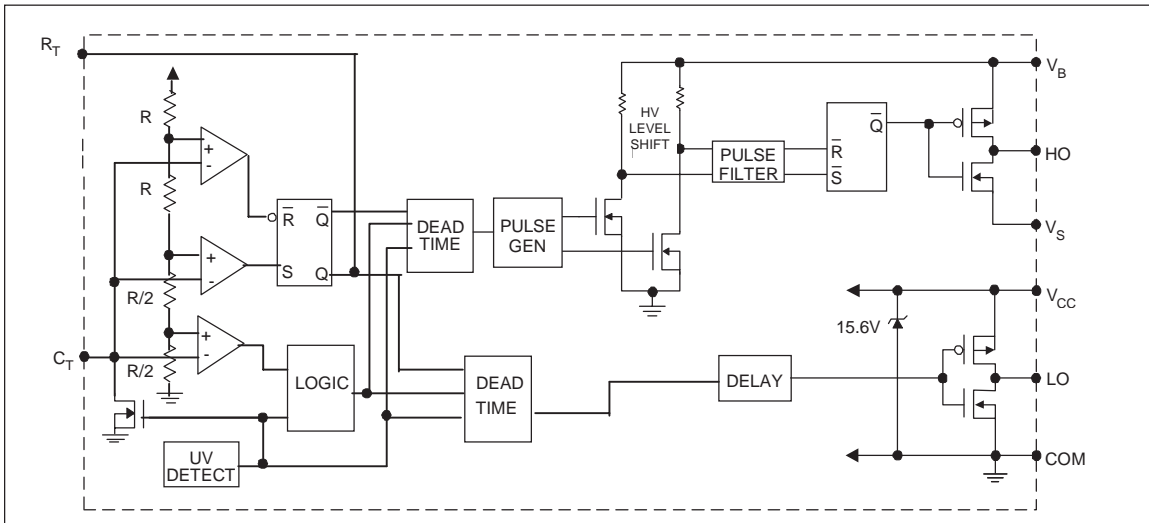 R_T
V_B
R
HV
LEVEL
SHIFT
Q̅
PULSE
FILTER
R̅
S̅
HO
+
-
R
R̅
Q̅
S
Q
DEAD
TIME
PULSE
GEN
V_S
+
-
R/2
V_CC
15.6V
+
-
C_T
R/2
LOGIC
DEAD
TIME
DELAY
LO
UV
DETECT
COM